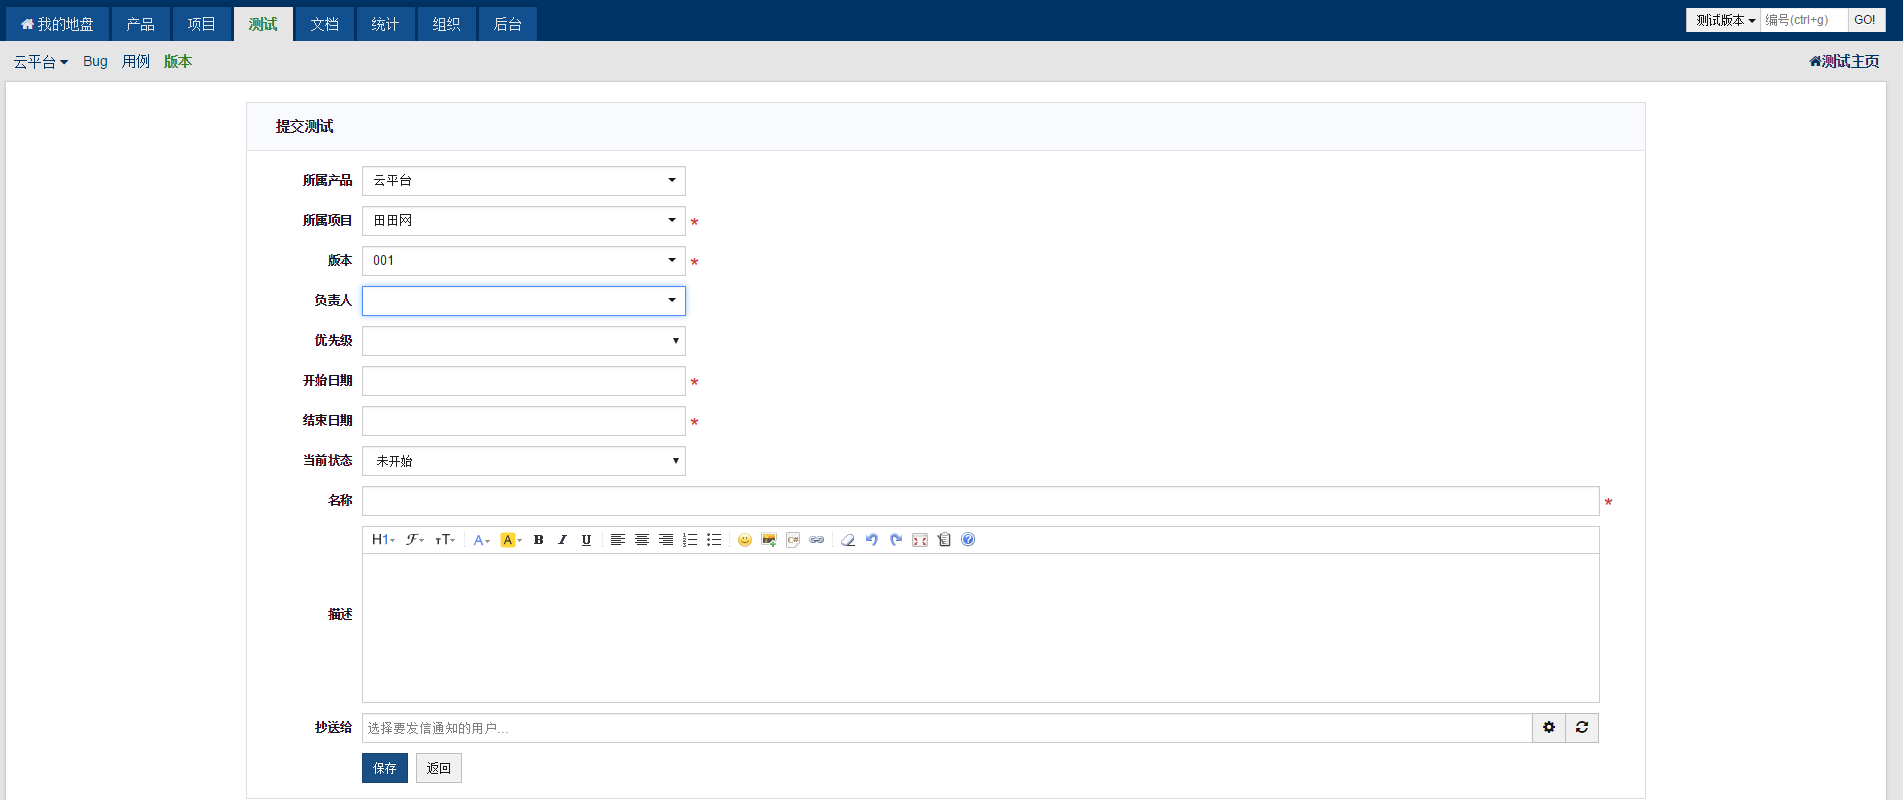 我的地盘 产品 项目 测试 文档 统计 组织 后台 测试版本 编号(ctrl+g) GO!
云平台 Bug 用例 版本 测试主页
提交测试
所属产品 云平台
所属项目 田田网 *
版本 001 *
负责人
优先级
开始日期 *
结束日期 *
当前状态 未开始
名称 *
H1 F TT A A B I U C#
描述
抄送给 选择要发信通知的用户...
保存 返回